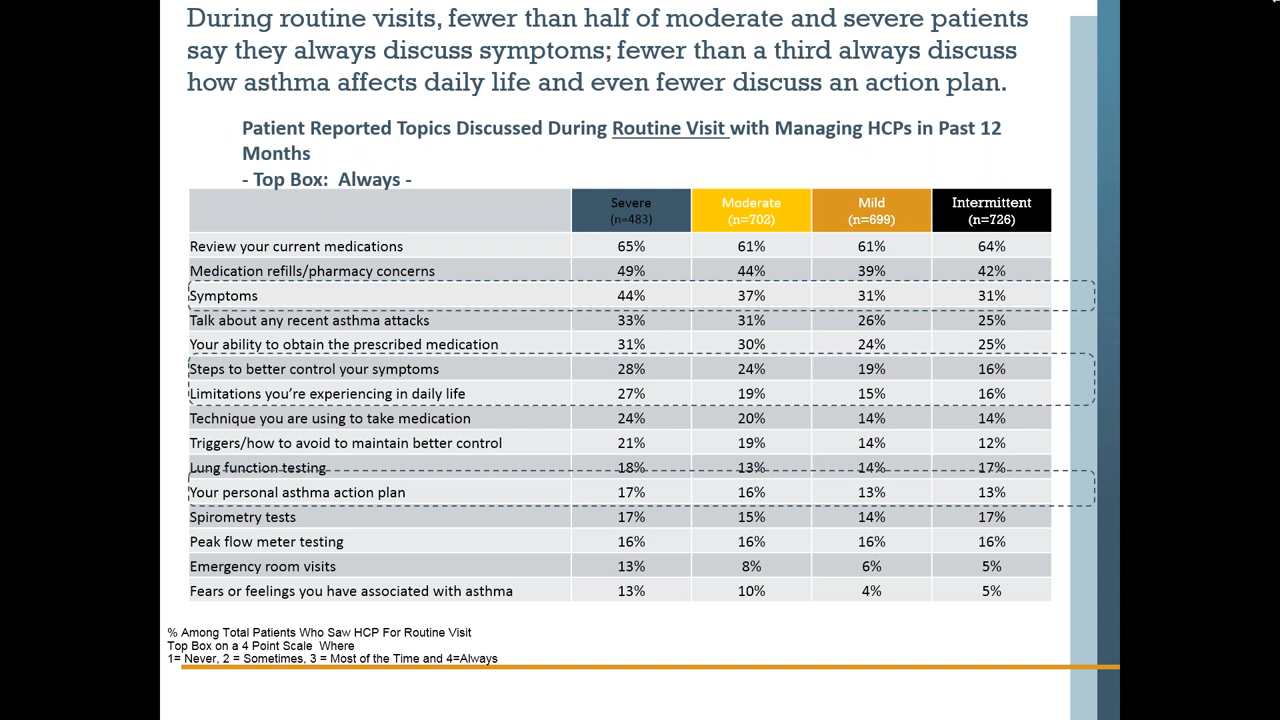 During routine visits, fewer than half of moderate and severe patients
say they always discuss symptoms; fewer than a third always discuss
how asthma affects daily life and even fewer discuss an action plan.
Patient Reported Topics Discussed During Routine Visit with Managing HCPs in Past 12
Months
- Top Box: Always -
Severe (n=483) Moderate (n=702) Mild (n=699) Intermittent (n=726)
Review your current medications 65% 61% 61% 64%
Medication refills/pharmacy concerns 49% 44% 39% 42%
Symptoms 44% 37% 31% 31%
Talk about any recent asthma attacks 33% 31% 26% 25%
Your ability to obtain the prescribed medication 31% 30% 24% 25%
Steps to better control your symptoms 28% 24% 19% 16%
Limitations you’re experiencing in daily life 27% 19% 15% 16%
Technique you are using to take medication 24% 20% 14% 14%
Triggers/how to avoid to maintain better control 21% 19% 14% 12%
Lung function testing 18% 13% 14% 17%
Your personal asthma action plan 17% 16% 13% 13%
Spirometry tests 17% 15% 14% 17%
Peak flow meter testing 16% 16% 16% 16%
Emergency room visits 13% 8% 6% 5%
Fears or feelings you have associated with asthma 13% 10% 4% 5%
% Among Total Patients Who Saw HCP For Routine Visit
Top Box on a 4 Point Scale Where
1= Never, 2 = Sometimes, 3 = Most of the Time and 4=Always